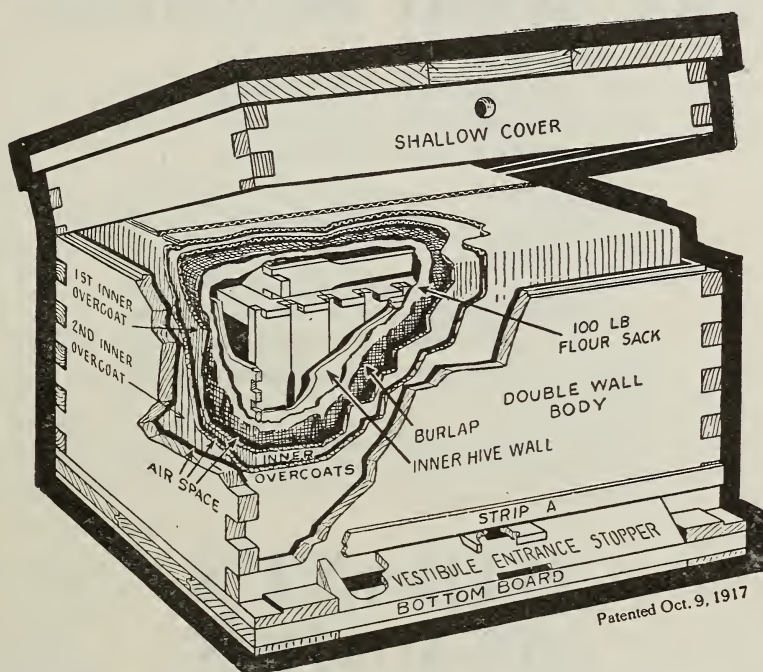 SHALLOW COVER
1ST INNER
OVERCOAT
2ND INNER
OVERCOAT
100 LB
FLOUR SACK
DOUBLE WALL
BODY
BURLAP
INNER HIVE WALL
INNER
OVERCOATS
AIR SPACE
STRIP A
VESTIBULE ENTRANCE STOPPER
BOTTOM BOARD
Patented Oct. 9, 1917